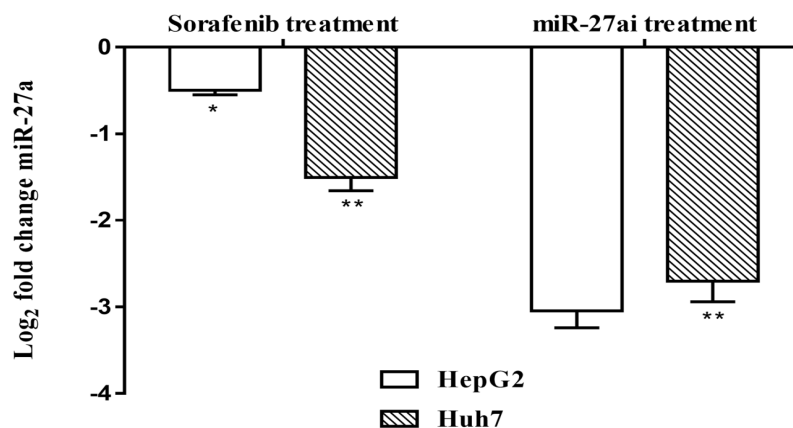 Sorafenib treatment miR-27ai treatment
0
-1
-2
-3
-4
Log2 fold change miR-27a
*
**
**
HepG2
Huh7